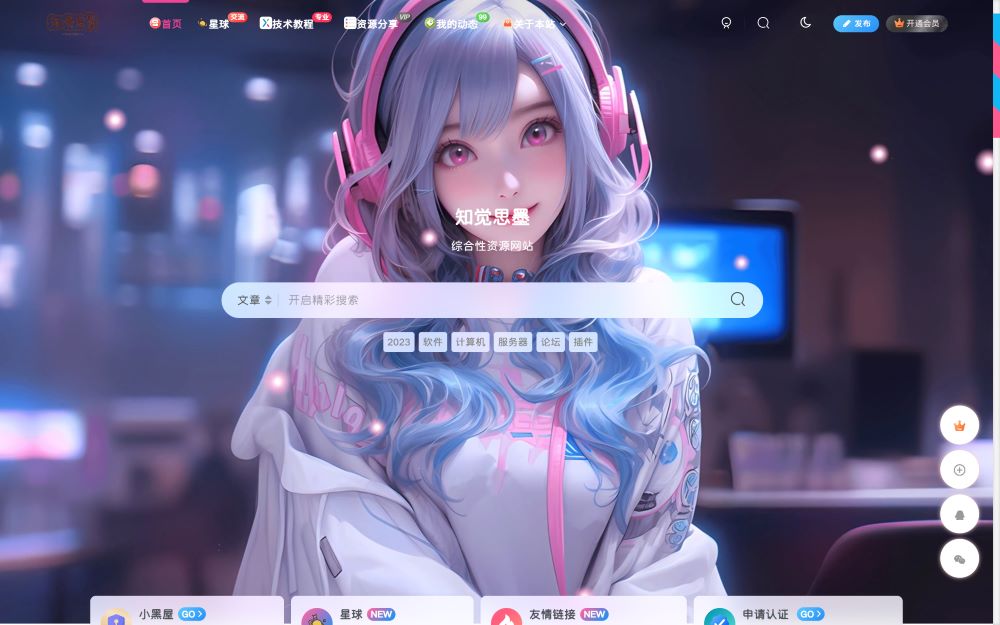 首页
星球 交流
技术教程 专业
资源分享 VIP
我的动态 99
关于本站
发布
开通会员
知觉思墨
综合性资源网站
文章 开启精彩搜索
2023 软件 计算机 服务器 论坛 插件
小黑屋 GO
星球 NEW
友情链接 NEW
申请认证 GO